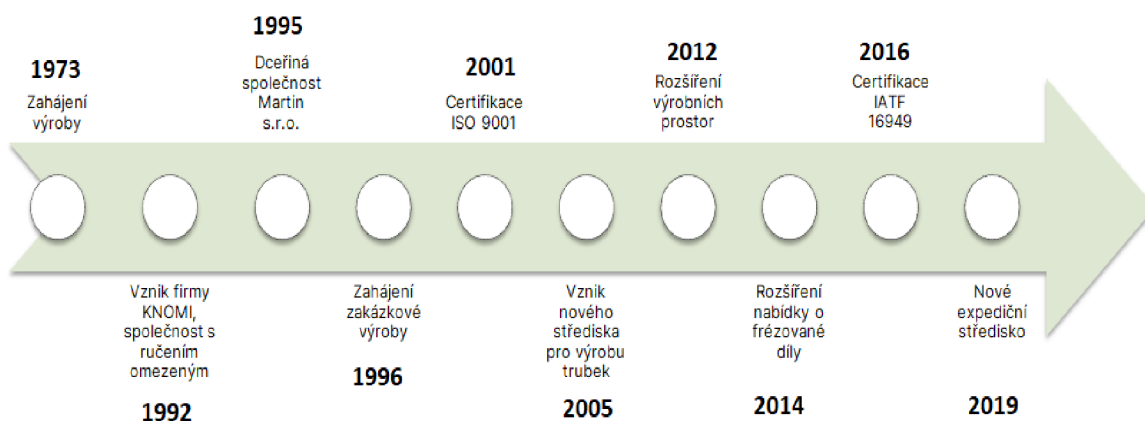 1973
Zahájení
výroby
1995
Dceřiná
společnost
Martin
s.r.o.
2001
Certifikace
ISO 9001
2012
Rozšíření
výrobních
prostor
2016
Certifikace
IATF
16949
Vznik firmy
KNOMI,
společnost s
ručením
omezeným
1992
Zahájení
zakázkové
výroby
1996
Vznik
nového
střediska
pro výrobu
trubek
2005
Rozšíření
nabídky o
frézované
díly
2014
Nové
expediční
středisko
2019